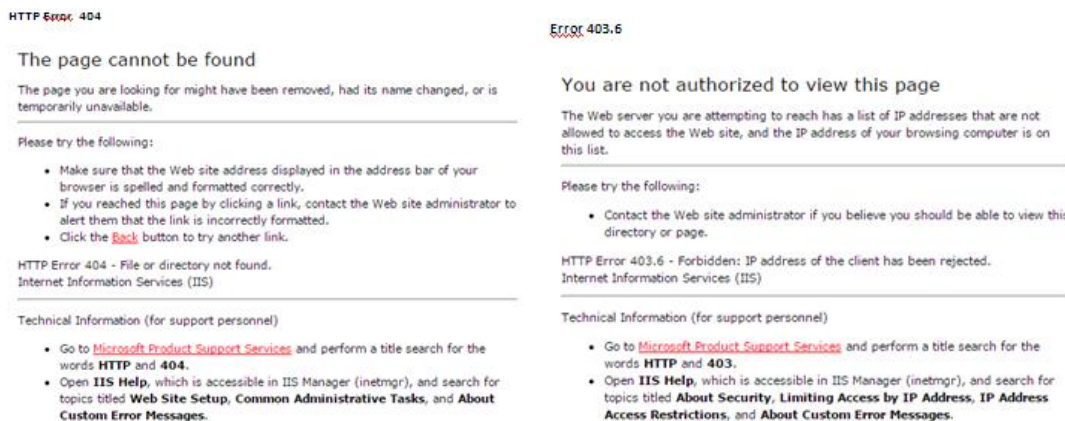 HTTP Error 404
The page cannot be found
The page you are looking for might have been removed, had its name changed, or is
temporarily unavailable.
Please try the following:
• Make sure that the Web site address displayed in the address bar of your
browser is spelled and formatted correctly.
• If you reached this page by clicking a link, contact the Web site administrator to
alert them that the link is incorrectly formatted.
• Click the Back button to try another link.
HTTP Error 404 - File or directory not found.
Internet Information Services (IIS)
Technical Information (for support personnel)
• Go to Microsoft Product Support Services and perform a title search for the
words HTTP and 404.
• Open IIS Help, which is accessible in IIS Manager (inetmgr), and search for
topics titled Web Site Setup, Common Administrative Tasks, and About
Custom Error Messages.
Error 403.6
You are not authorized to view this page
The Web server you are attempting to reach has a list of IP addresses that are not
allowed to access the Web site, and the IP address of your browsing computer is on
this list.
Please try the following:
• Contact the Web site administrator if you believe you should be able to view this
directory or page.
HTTP Error 403.6 - Forbidden: IP address of the client has been rejected.
Internet Information Services (IIS)
Technical Information (for support personnel)
• Go to Microsoft Product Support Services and perform a title search for the
words HTTP and 403.
• Open IIS Help, which is accessible in IIS Manager (inetmgr), and search for
topics titled About Security, Limiting Access by IP Address, IP Address
Access Restrictions, and About Custom Error Messages.